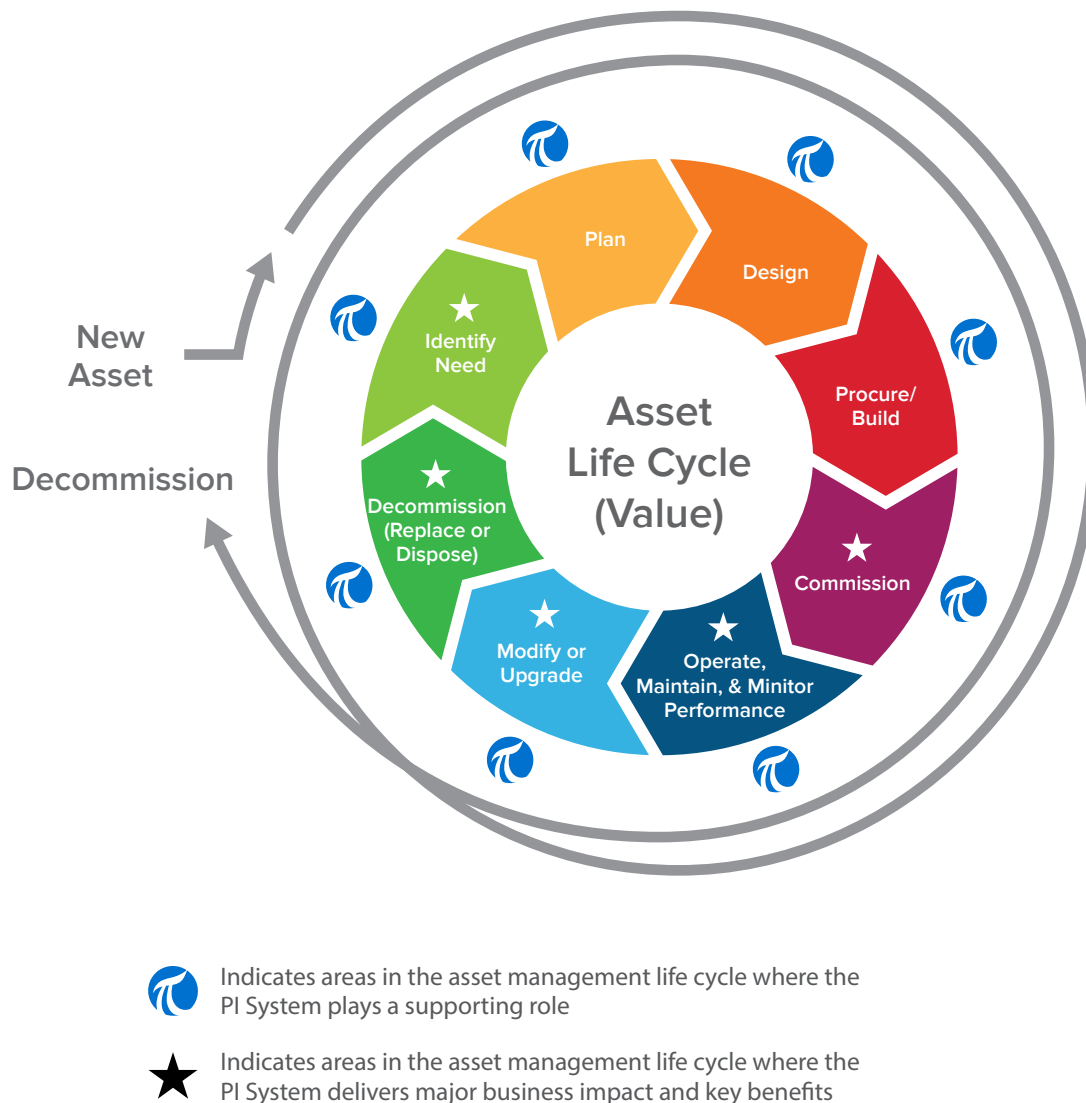 Plan
Design
Procure/
Build
Commission
Operate,
Maintain, & Minitor
Performance
Modify or
Upgrade
Decommission
(Replace or
Dispose)
Identify
Need
Asset
Life Cycle
(Value)
New
Asset
Decommission
Indicates areas in the asset management life cycle where the
PI System plays a supporting role
Indicates areas in the asset management life cycle where the
PI System delivers major business impact and key benefits